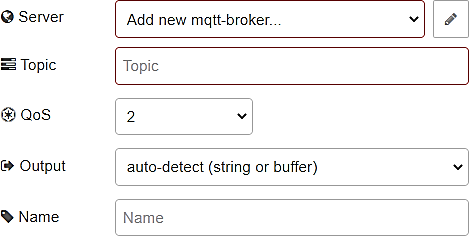 Server Add new mqtt-broker...
Topic Topic
QoS 2
Output auto-detect (string or buffer)
Name Name